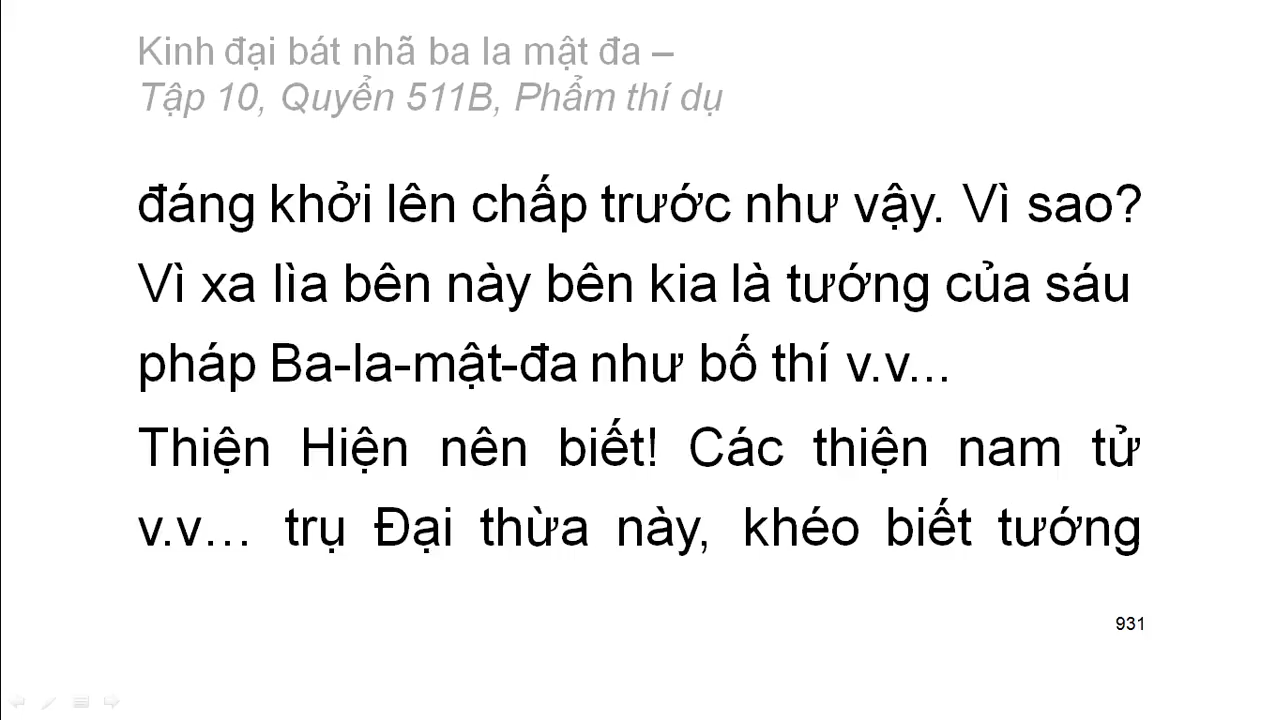 Kinh đại bát nhã ba la mật đa –
Tập 10, Quyển 511B, Phẩm thí dụ
đáng khởi lên chấp trước như vậy. Vì sao?
Vì xa lìa bên này bên kia là tướng của sáu
pháp Ba-la-mật-đa như bố thí v.v...
Thiện Hiện nên biết! Các thiện nam tử
v.v… trụ Đại thừa này, khéo biết tướng
931